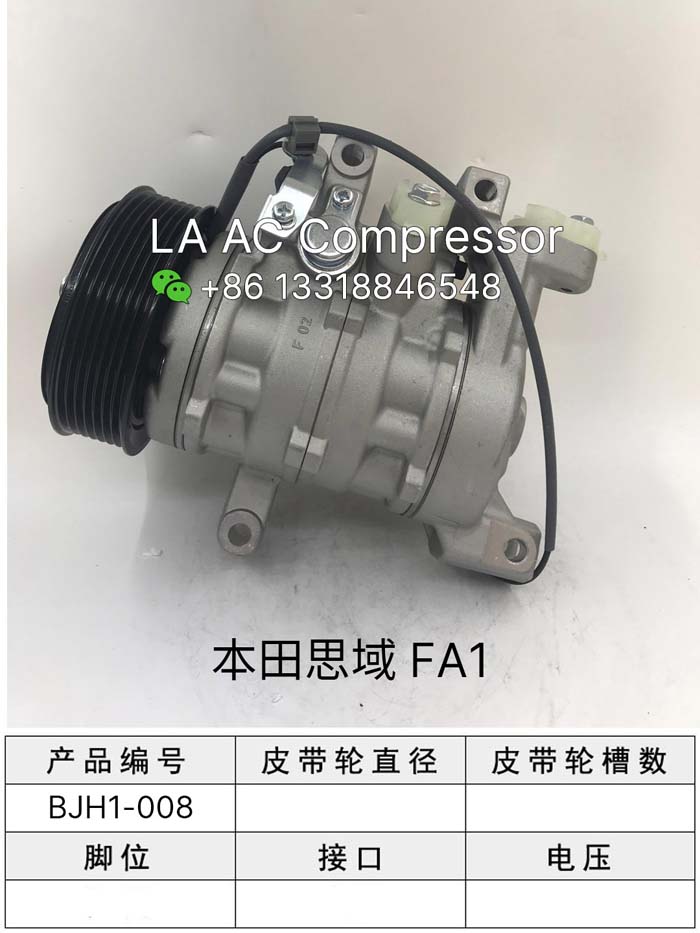 LA AC Compressor
+86 13318846548
F 02
本田思域 FA1
产品编号 皮带轮直径 皮带轮槽数
BJH1-008
脚位 接口 电压